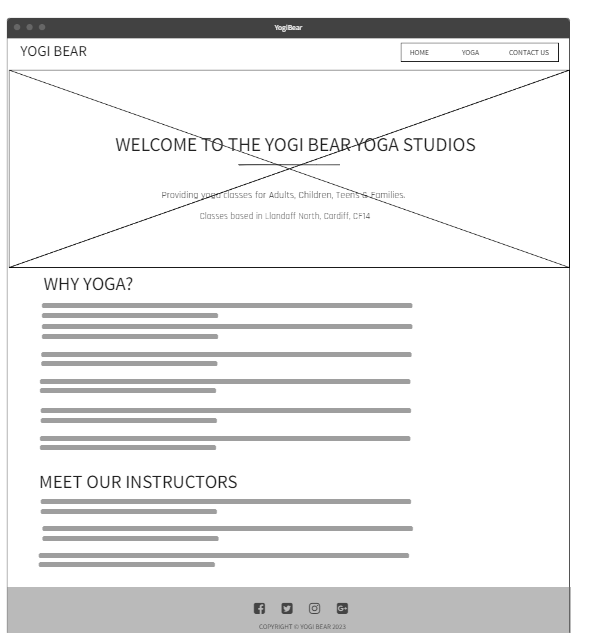 YogiBear
YOGI BEAR
HOME YOGA CONTACT US
WELCOME TO THE YOGI BEAR YOGA STUDIOS
Providing yoga classes for Adults, Children, Teens & Families.
Classes based in Llandaff North, Cardiff, CF14
WHY YOGA?
MEET OUR INSTRUCTORS
COPYRIGHT © YOGI BEAR 2023